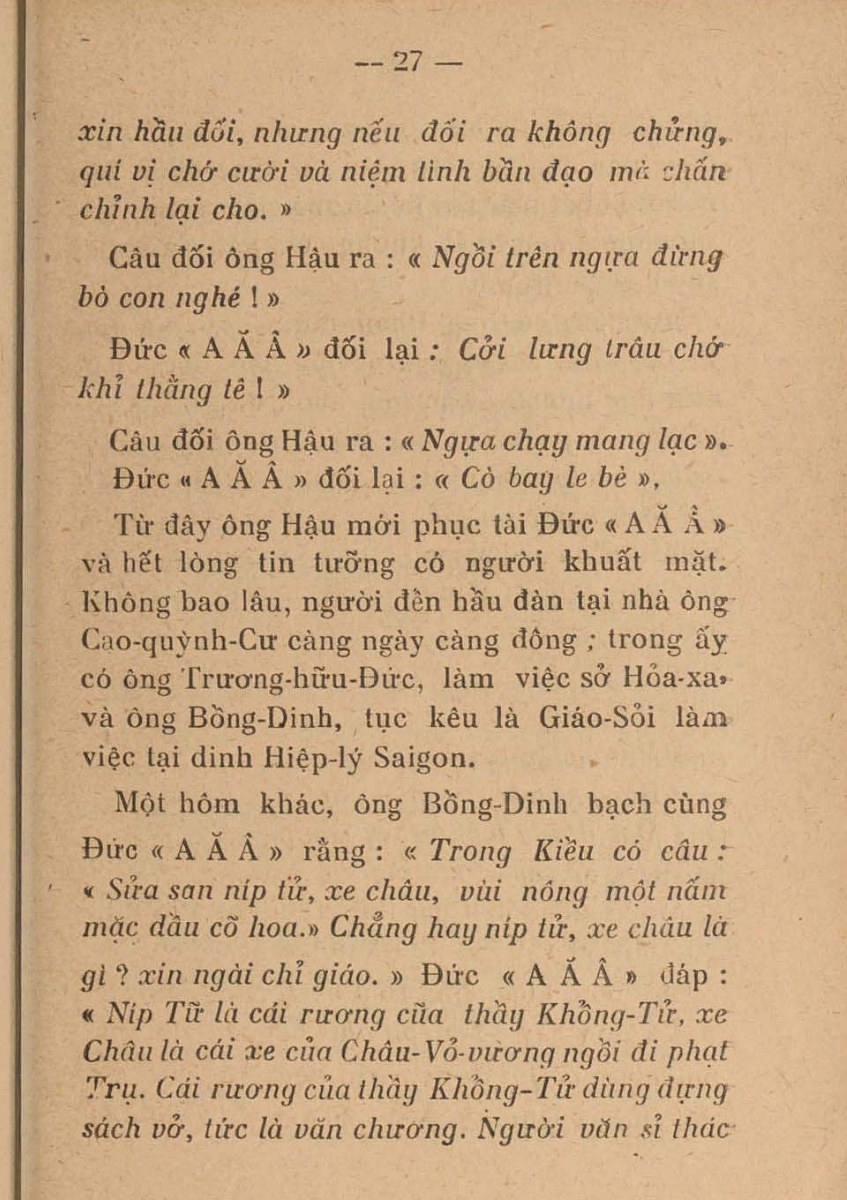 -- 27 —
xin hầu đối, nhưng nếu đối ra không chửng,
quí vị chớ cười và niệm tình bần đạo mà chấn
chỉnh lại cho. »
Câu đối ông Hậu ra : « Ngồi trên ngựa đừng
bò con nghé ! »
Đức « A Ă Â » đối lại : Cởi lưng trâu chớ
khỉ thằng tê ! »
Câu đối ông Hậu ra : « Ngựa chạy mang lạc ».
Đức « A Ă Â » đối lại : « Cò bay le bè ».
Từ đây ông Hậu mới phục tài Đức « A Ă Ẩ »
và hết lòng tin tưỡng có người khuất mặt.
Không bao lâu, người đến hầu đàn tại nhà ông
Cao-quỳnh-Cư càng ngày càng đông ; trong ấy
có ông Trương-hữu-Đức, làm việc sở Hỏa-xa,
và ông Bồng-Dinh, tục kêu là Giáo-Sỏi làm
việc tại dinh Hiệp-lý Saigon.
Một hôm khác, ông Bồng-Dinh bạch cùng
Đức « A Ă Â » rằng : « Trong Kiều có câu :
« Sửa san níp tử, xe châu, vùi nông một nấm
mặc dầu cỗ hoa.» Chẳng hay níp tử, xe châu là
gì ? xin ngài chỉ giáo. » Đức « A Ă Â » đáp :
« Níp Tữ là cái rương cũa thầy Khổng-Tử, xe
Châu là cái xe của Châu-Vỏ-vương ngồi đi phạt
Trụ. Cái rương của thầy Khổng-Tử dùng đựng
sách vở, tức là văn chương. Người văn sỉ thác